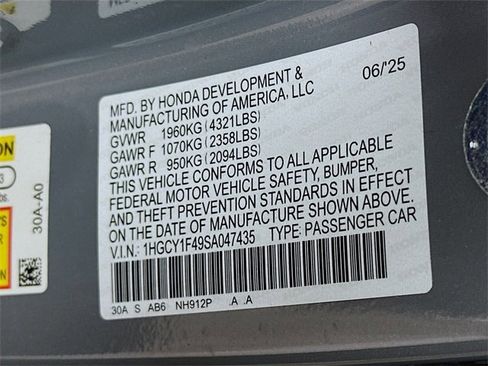 MFD. BY HONDA DEVELOPMENT & 06/'25
MANUFACTURING OF AMERICA, LLC
GVWR 1960KG (4321LBS)
GAWR F 1070KG (2358LBS)
GAWR R 950KG (2094LBS)
THIS VEHICLE CONFORMS TO ALL APPLICABLE
FEDERAL MOTOR VEHICLE SAFETY, BUMPER,
AND THEFT PREVENTION STANDARDS IN EFFECT
ON THE DATE OF MANUFACTURE SHOWN ABOVE.
V.I.N.: 1HGCY1F49SA047435 TYPE: PASSENGER CAR
30A S AB6 NH912P .A .A
30A-A0